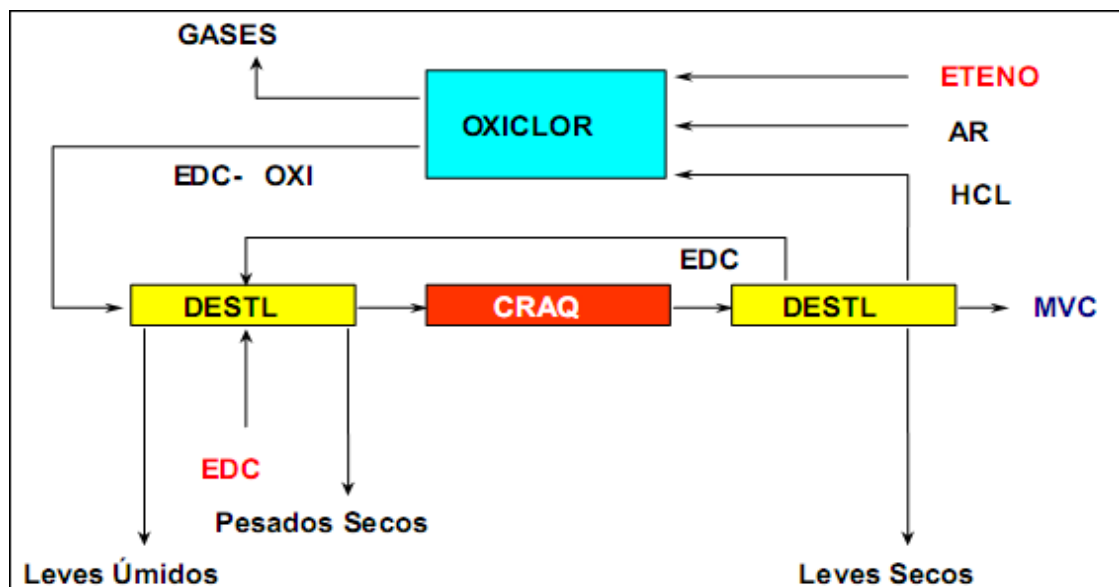 GASES
ETENO
OXICLOR
AR
EDC- OXI
HCL
EDC
DESTL
CRAQ
DESTL
MVC
EDC
Pesados Secos
Leves Úmidos
Leves Secos